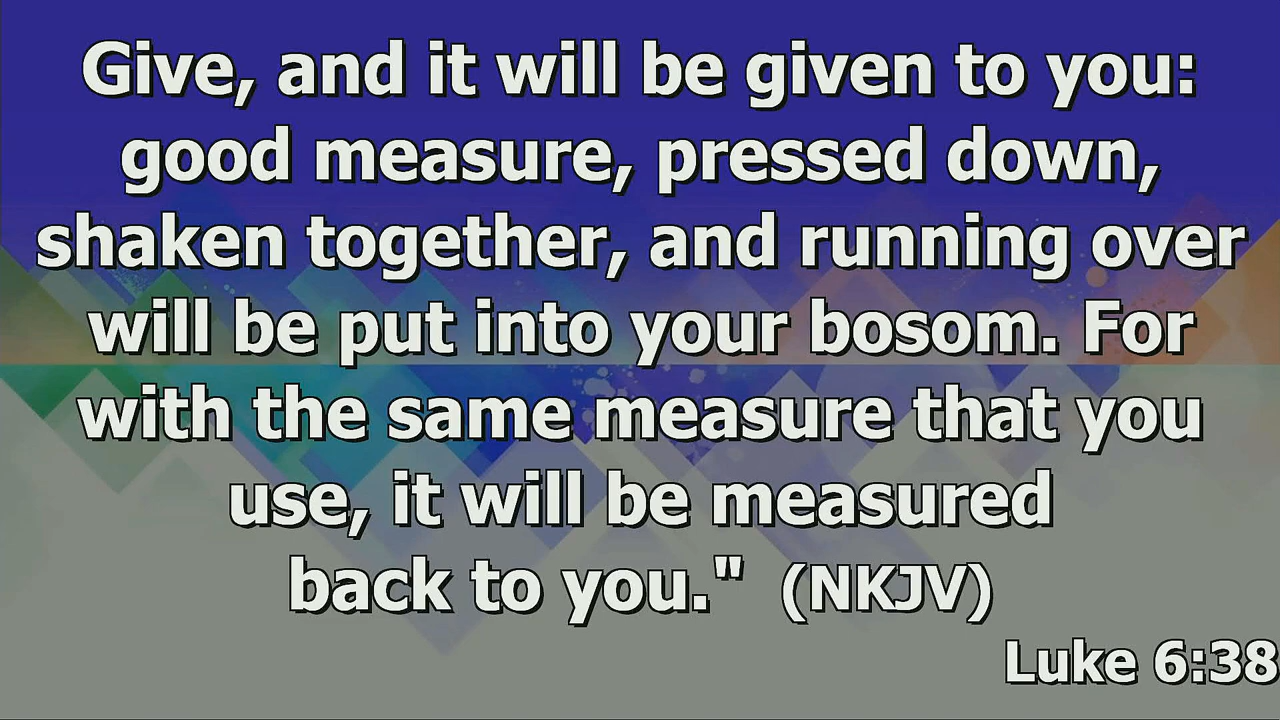 Give, and it will be given to you:
good measure, pressed down,
shaken together, and running over
will be put into your bosom. For
with the same measure that you
use, it will be measured
back to you." (NKJV)
Luke 6:38